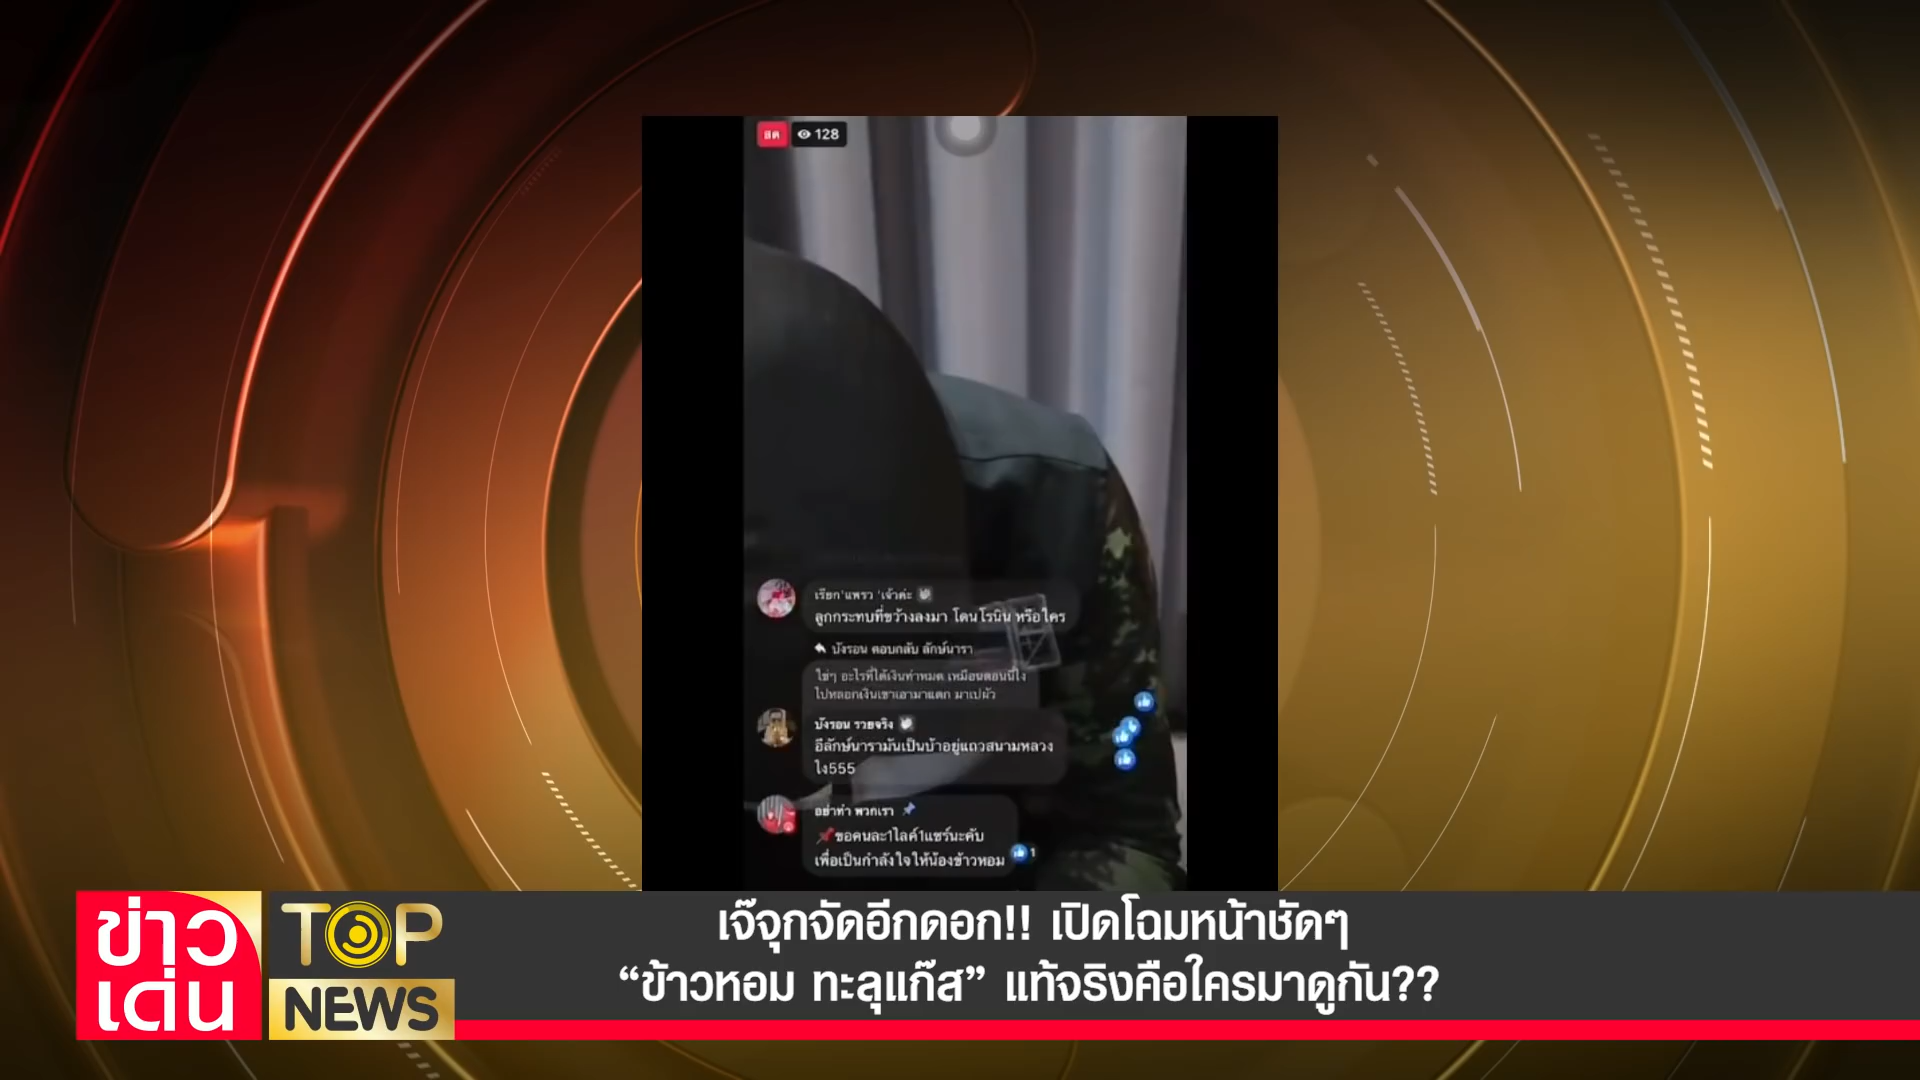 สด 128
เรียก'แพรว 'เจ้าค่ะ
ลูกกระทบที่ขว้างลงมา โดนโรนิน หรือใคร
บังรอน ตอบกลับ ลักษ์นารา
ใช่ๆ อะไรที่ได้เงินทำหมด เหมือนตอนนี้ไง
ไปหลอกเงินเขาเอามาแดก มาเปย์ผัว
บังรอน รวยจริง
อีลักษ์นารามันเป็นบ้าอยู่แถวสนามหลวง
ไง555
อย่าทำ พวกเรา
ขอคนละ1ไลค์1แชร์นะคับ
เพื่อเป็นกำลังใจให้น้องข้าวหอม 1
ข่าว
เด่น
TOP
NEWS
เจ๊จุกจัดอีกดอก!! เปิดโฉมหน้าชัดๆ
“ข้าวหอม ทะลุแก๊ส” แท้จริงคือใครมาดูกัน??